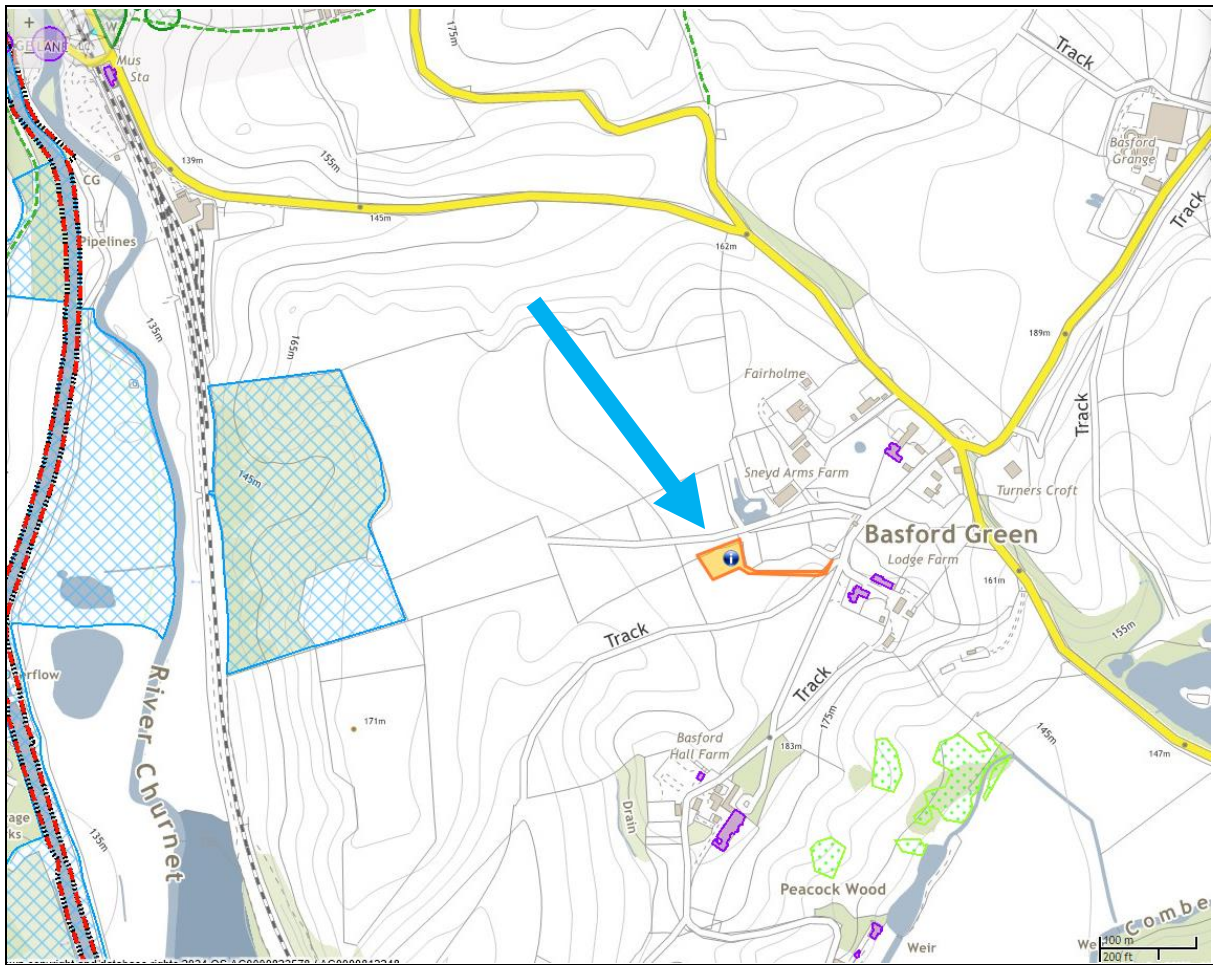 +
W
LANE
Mus
Sta
175m
Track
139m
155m
145m
CG
Pipelines
162m
Basford
Grange
Track
135m
165m
189m
Track
Fairholme
145m
Sneyd Arms Farm
Turners Croft
i
Basford Green
Lodge Farm
161m
Track
155m
River Churnet
171m
Track
175m
Basford
Hall Farm
183m
145m
147m
Drain
135m
Peacock Wood
Weir
100 m
200 ft